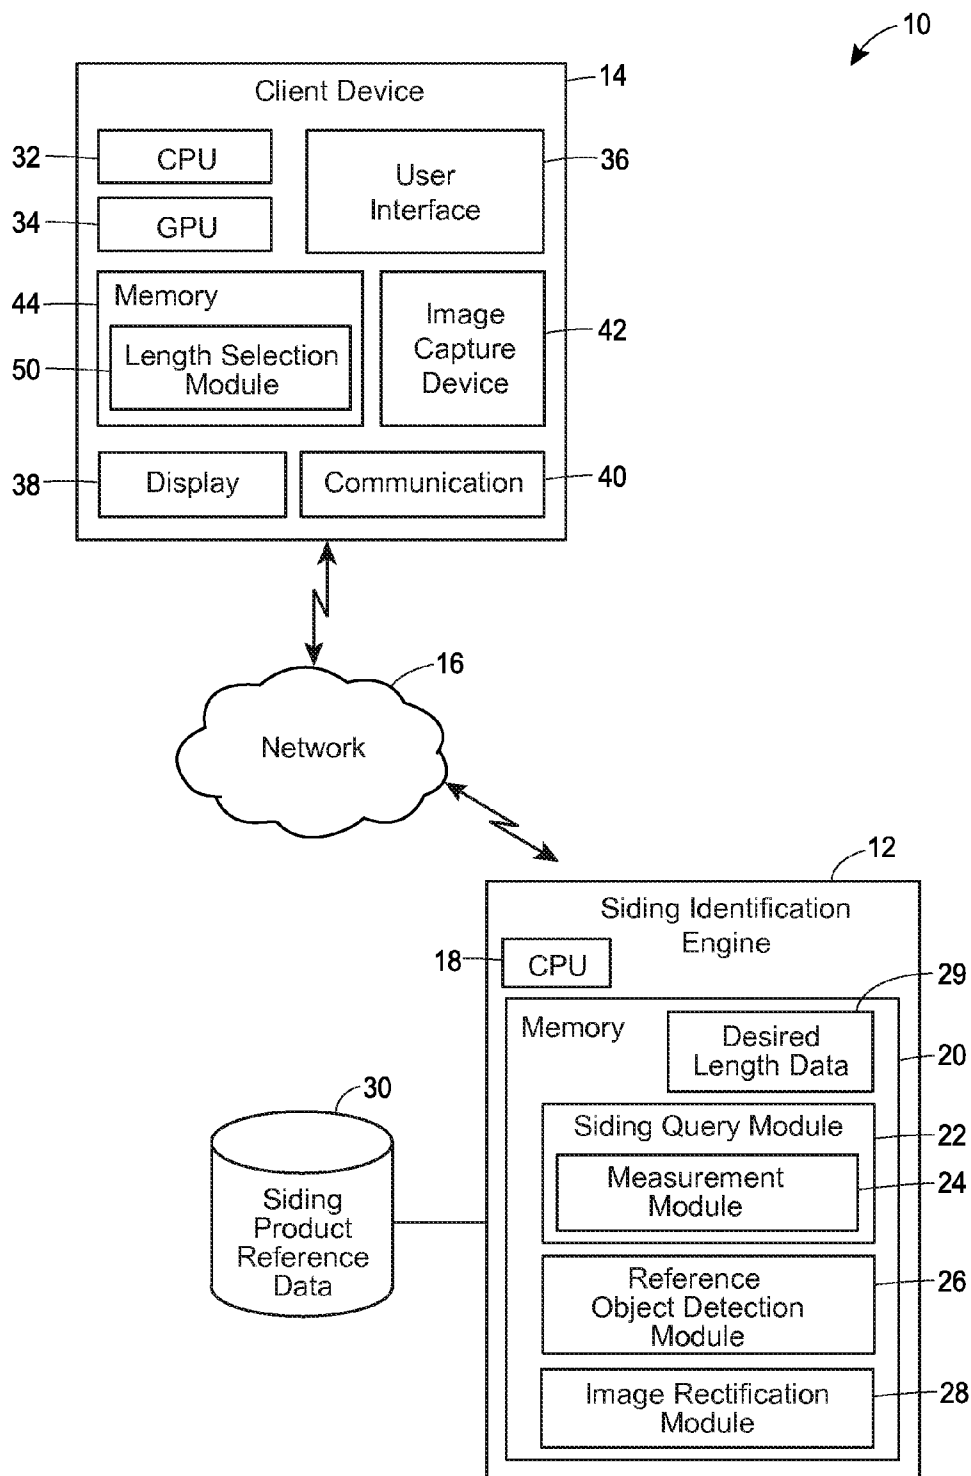 10
14
Client Device
32
CPU
User
Interface
36
34
GPU
44
Memory
Image
Capture
Device
42
50
Length Selection
Module
38
Display
Communication
40
16
Network
12
Siding Identification
Engine
18
CPU
29
Memory
Desired
Length Data
20
30
Siding Query Module
22
Measurement
Module
24
Siding
Product
Reference
Data
Reference
Object Detection
Module
26
Image Rectification
Module
28